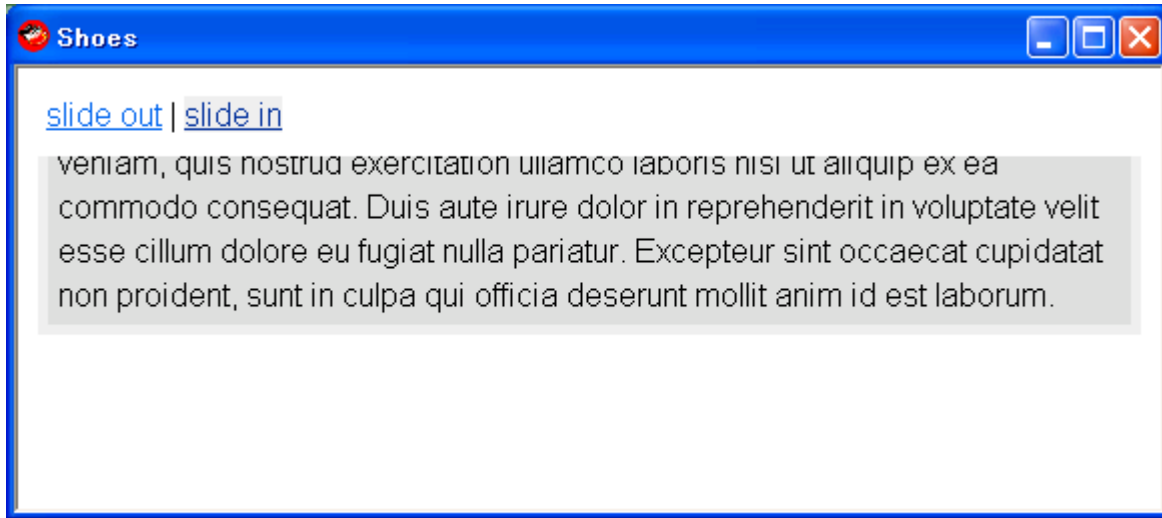 Shoes
slide out | slide in
veniam, quis nostrud exercitation ullamco laboris nisi ut aliquip ex ea
commodo consequat. Duis aute irure dolor in reprehenderit in voluptate velit
esse cillum dolore eu fugiat nulla pariatur. Excepteur sint occaecat cupidatat
non proident, sunt in culpa qui officia deserunt mollit anim id est laborum.